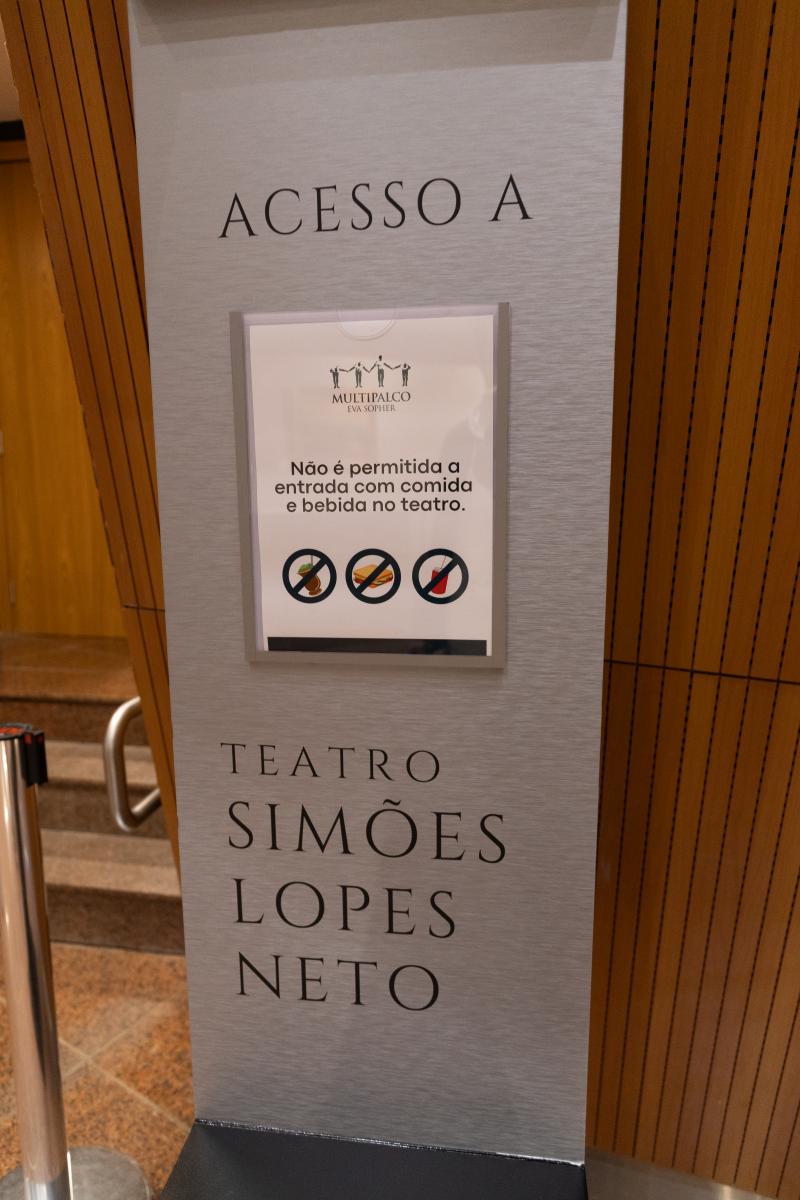 ACESSO A
MULTIPALCO
EVA SOPHER
Não é permitida a
entrada com comida
e bebida no teatro.
TEATRO
SIMÕES
LOPES
NETO